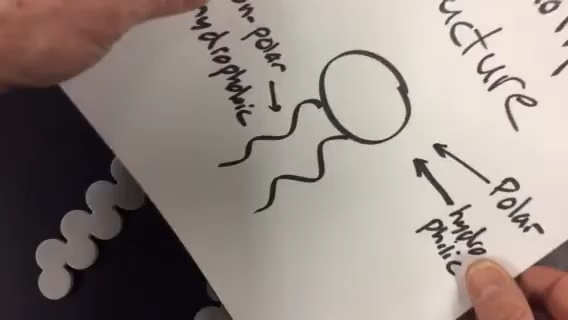 ucture
on-polar
hydrophobic
polar
hydro
philic